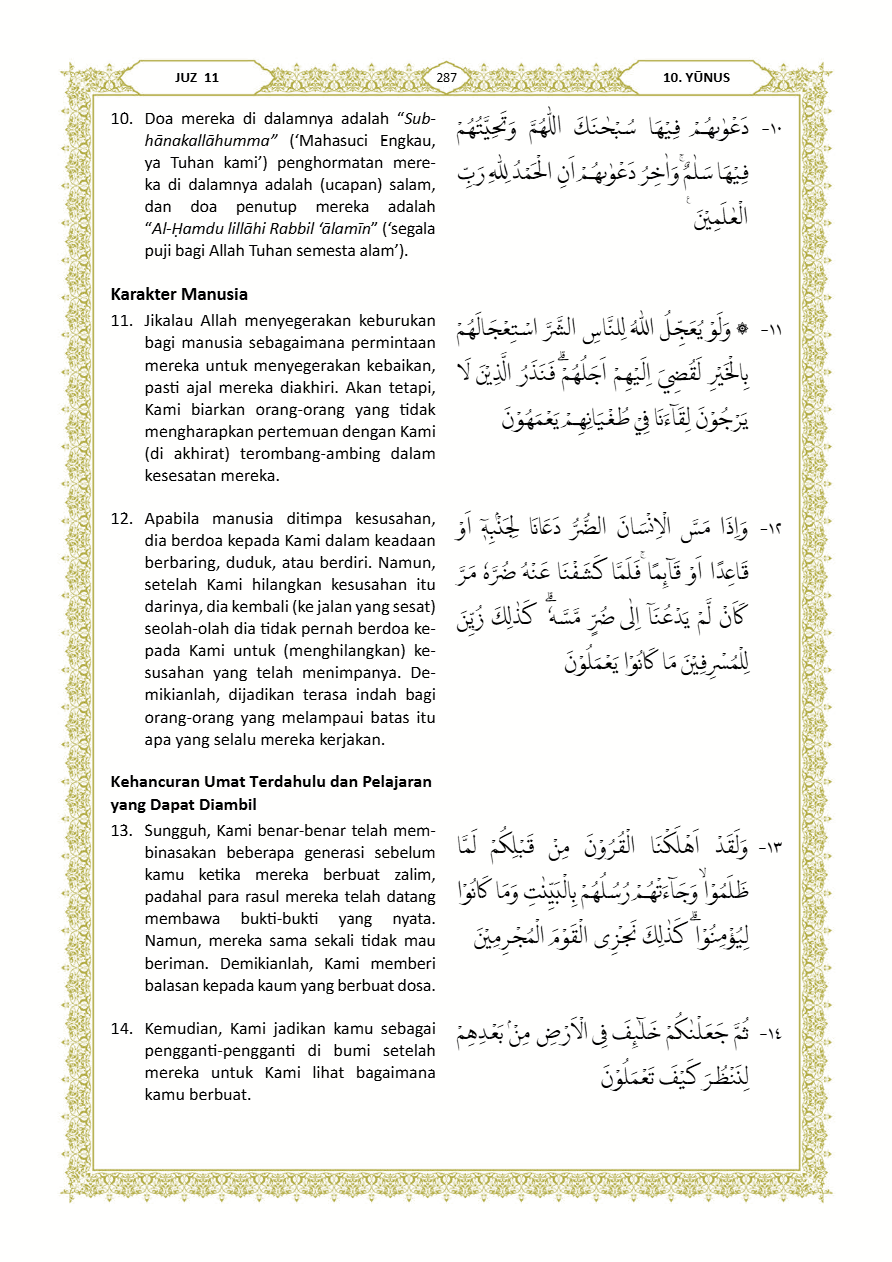 JUZ 11
287
10. YŪNUS
10. Doa mereka di dalamnya adalah “Sub-
hānakallāhumma” (‘Mahasuci Engkau,
ya Tuhan kami’) penghormatan mere-
ka di dalamnya adalah (ucapan) salam,
dan doa penutup mereka adalah
“Al-Ḥamdu lillāhi Rabbil ‘ālamīn” (‘segala
puji bagi Allah Tuhan semesta alam’).
١٠- دَعْوٰىهُمْ فِيْهَا سُبْحٰنَكَ اللّٰهُمَّ وَتَحِيَّتُهُمْ
فِيْهَا سَلٰمٌۚ وَاٰخِرُ دَعْوٰىهُمْ اَنِ الْحَمْدُ لِلّٰهِ رَبِّ
الْعٰلَمِيْنَ ࣖ
Karakter Manusia
11. Jikalau Allah menyegerakan keburukan
bagi manusia sebagaimana permintaan
mereka untuk menyegerakan kebaikan,
pasti ajal mereka diakhiri. Akan tetapi,
Kami biarkan orang-orang yang tidak
mengharapkan pertemuan dengan Kami
(di akhirat) terombang-ambing dalam
kesesatan mereka.
١١- ۞ وَلَوْ يُعَجِّلُ اللّٰهُ لِلنَّاسِ الشَّرَّ اسْتِعْجَالَهُمْ
بِالْخَيْرِ لَقُضِيَ اِلَيْهِمْ اَجَلُهُمْۗ فَنَذَرُ الَّذِيْنَ لَا
يَرْجُوْنَ لِقَاۤءَنَا فِيْ طُغْيَانِهِمْ يَعْمَهُوْنَ
12. Apabila manusia ditimpa kesusahan,
dia berdoa kepada Kami dalam keadaan
berbaring, duduk, atau berdiri. Namun,
setelah Kami hilangkan kesusahan itu
darinya, dia kembali (ke jalan yang sesat)
seolah-olah dia tidak pernah berdoa ke-
pada Kami untuk (menghilangkan) ke-
susahan yang telah menimpanya. De-
mikianlah, dijadikan terasa indah bagi
orang-orang yang melampaui batas itu
apa yang selalu mereka kerjakan.
١٢- وَاِذَا مَسَّ الْاِنْسَانَ الضُّرُّ دَعَانَا لِجَنْۢبِهٖٓ اَوْ
قَاعِدًا اَوْ قَاۤىِٕمًاۚ فَلَمَّا كَشَفْنَا عَنْهُ ضُرَّهٗ مَرَّ
كَاَنْ لَّمْ يَدْعُنَآ اِلٰى ضُرٍّ مَّسَّهٗۗ كَذٰلِكَ زُيِّنَ
لِلْمُسْرِفِيْنَ مَا كَانُوْا يَعْمَلُوْنَ
Kehancuran Umat Terdahulu dan Pelajaran
yang Dapat Diambil
13. Sungguh, Kami benar-benar telah mem-
binasakan beberapa generasi sebelum
kamu ketika mereka berbuat zalim,
padahal para rasul mereka telah datang
membawa bukti-bukti yang nyata.
Namun, mereka sama sekali tidak mau
beriman. Demikianlah, Kami memberi
balasan kepada kaum yang berbuat dosa.
١٣- وَلَقَدْ اَهْلَكْنَا الْقُرُوْنَ مِنْ قَبْلِكُمْ لَمَّا
ظَلَمُوْاۙ وَجَاۤءَتْهُمْ رُسُلُهُمْ بِالْبَيِّنٰتِ وَمَا كَانُوْا
لِيُؤْمِنُوْاۗ كَذٰلِكَ نَجْزِى الْقَوْمَ الْمُجْرِمِيْنَ
14. Kemudian, Kami jadikan kamu sebagai
pengganti-pengganti di bumi setelah
mereka untuk Kami lihat bagaimana
kamu berbuat.
١٤- ثُمَّ جَعَلْنٰكُمْ خَلٰۤىِٕفَ فِى الْاَرْضِ مِنْۢ بَعْدِهِمْ
لِنَنْظُرَ كَيْفَ تَعْمَلُوْنَ